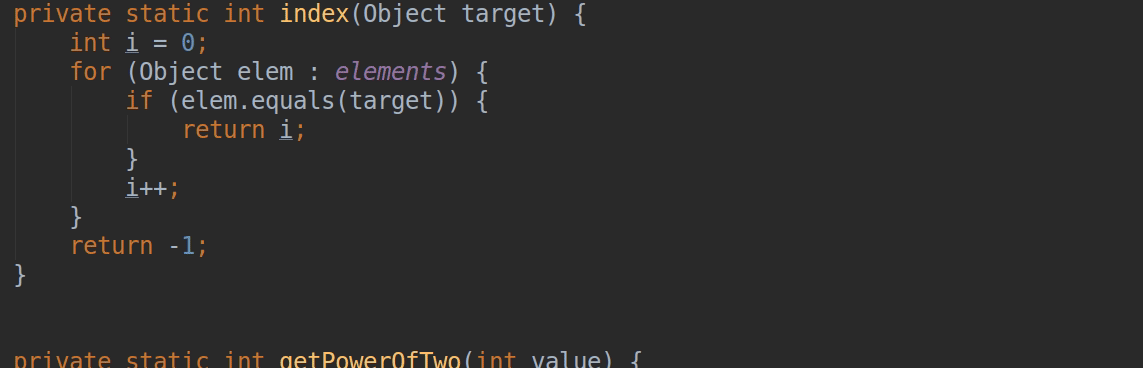 private static int index(Object target) {
    int i = 0;
    for (Object elem : elements) {
        if (elem.equals(target)) {
            return i;
        }
        i++;
    }
    return -1;
}
private static int getPowerOfTwo(int value) {